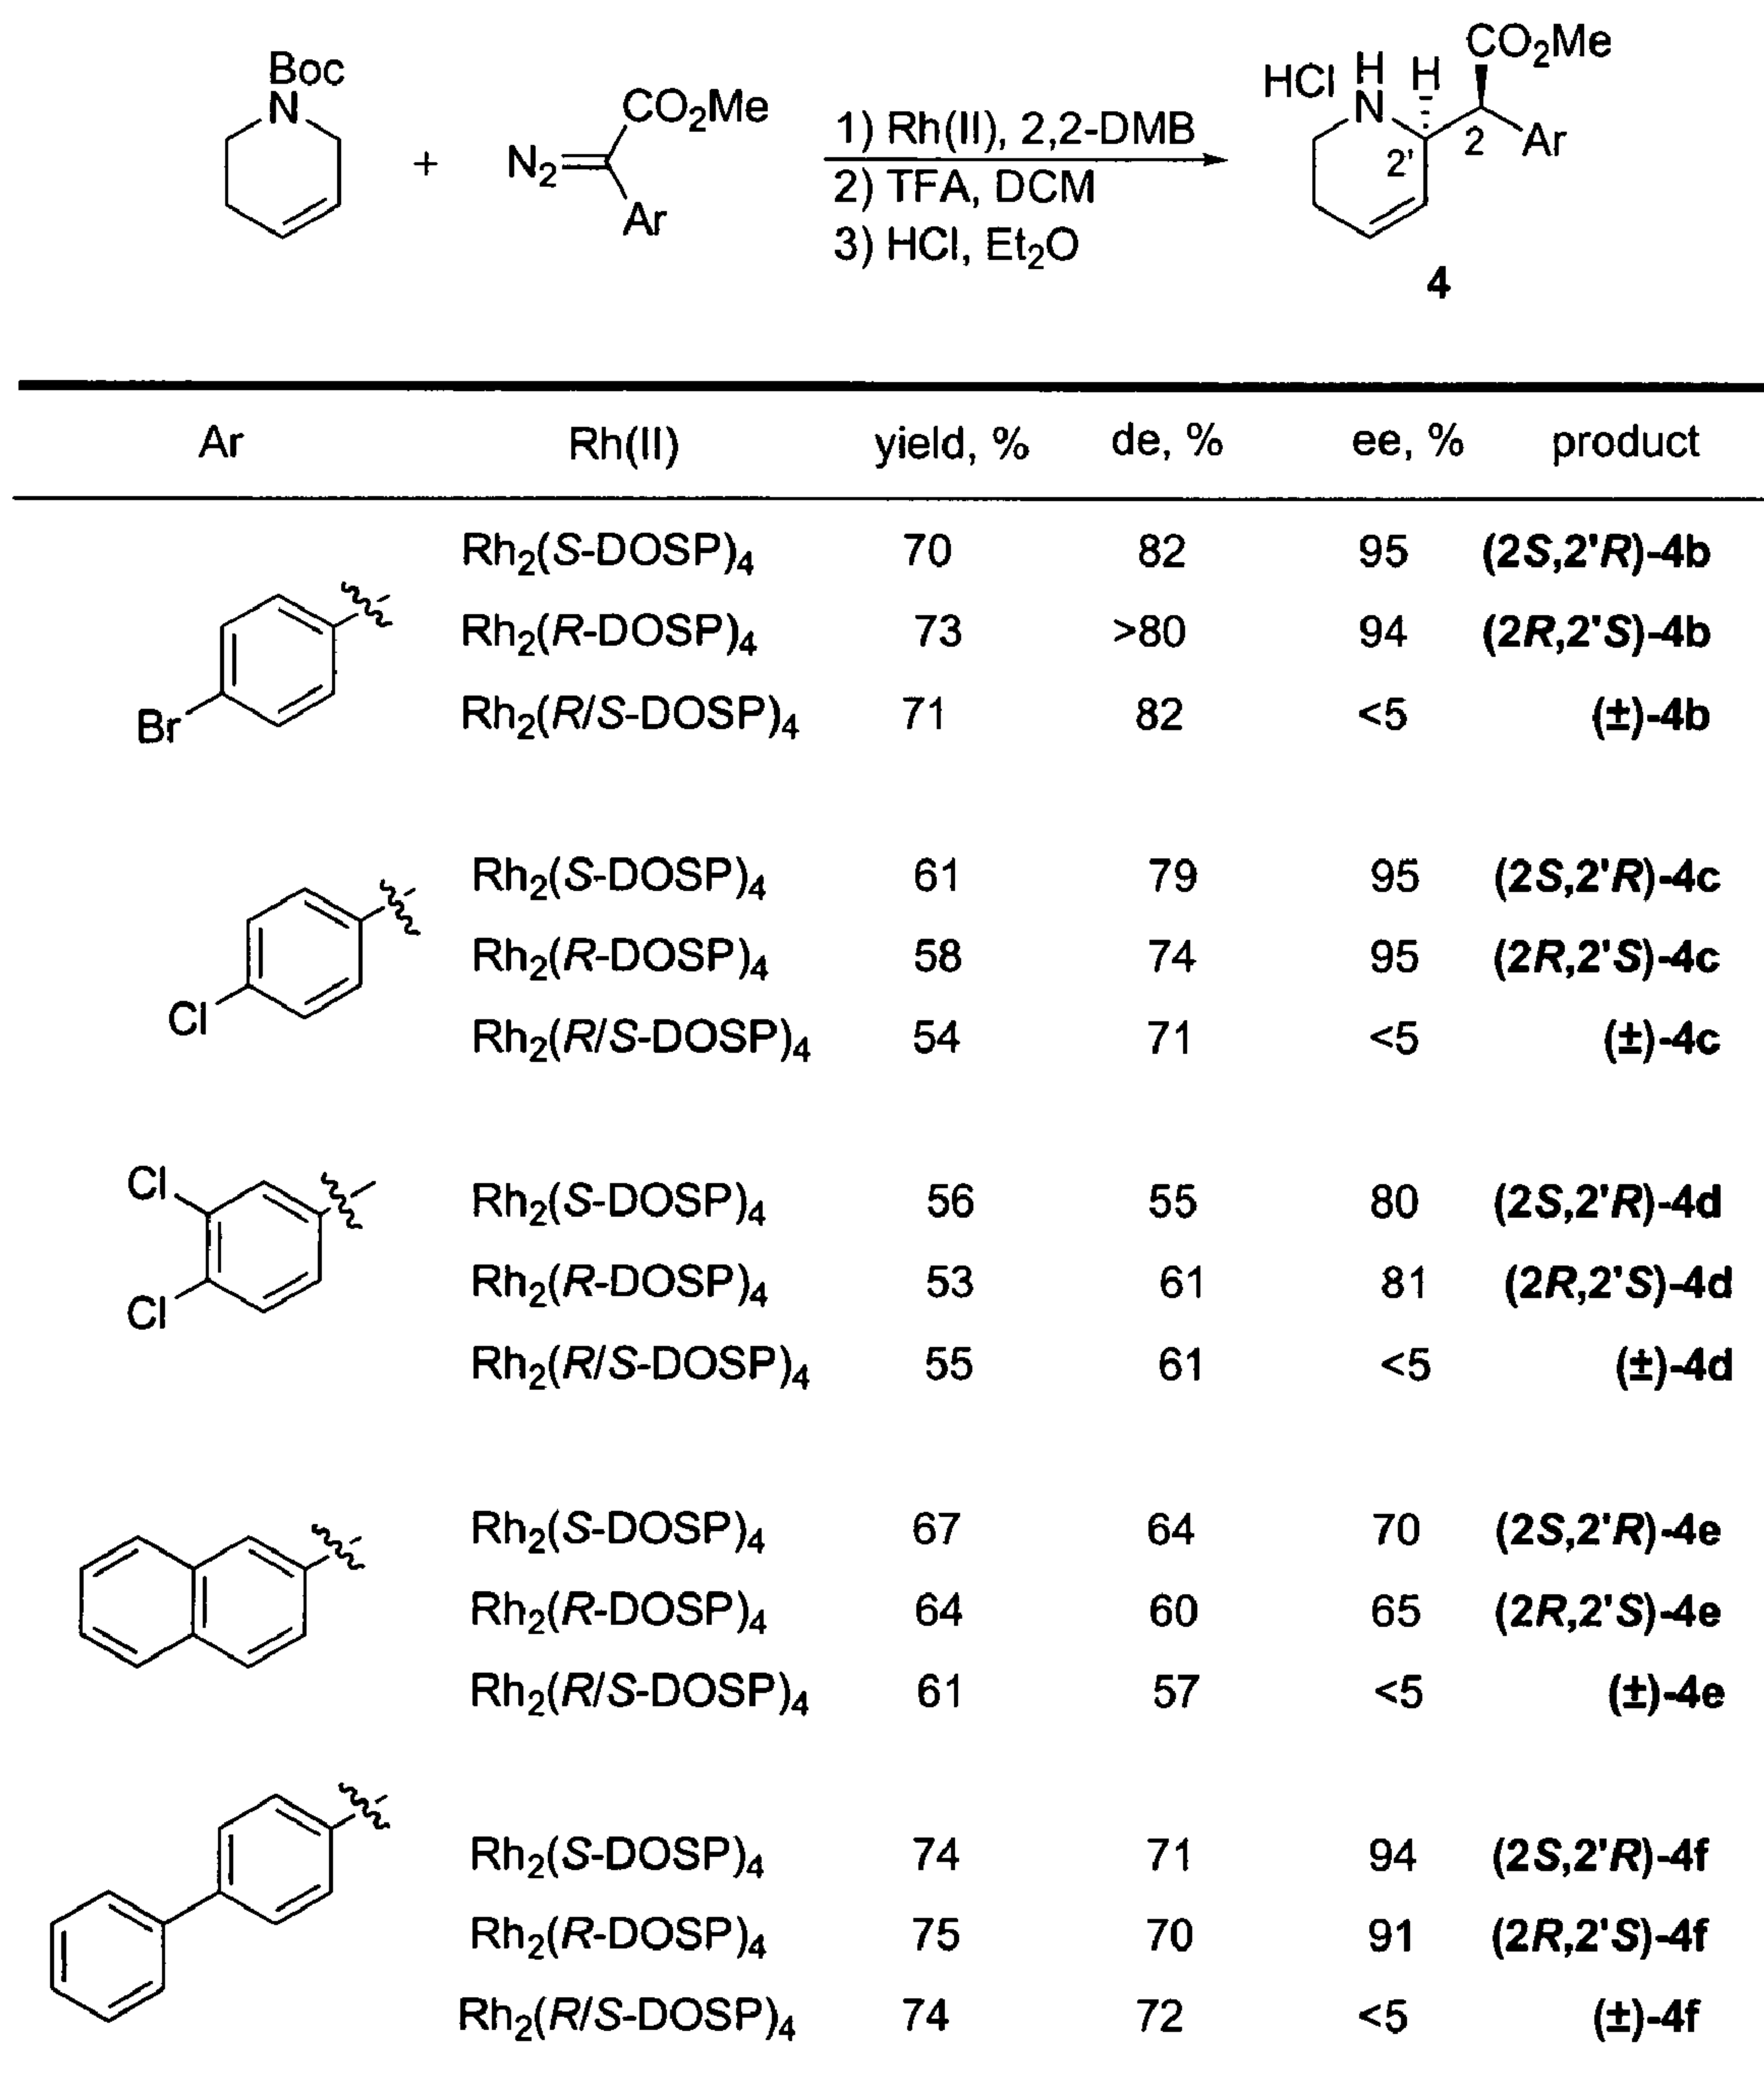 Boc
N
CO2Me
N2
Ar
+
1) Rh(II), 2,2-DMB
2) TFA, DCM
3) HCl, Et2O
HCl H N H CO2Me
2' 2 Ar
4
Ar Rh(II) yield, % de, % ee, % product
Rh2(S-DOSP)4 70 82 95 (2S,2'R)-4b
Rh2(R-DOSP)4 73 >80 94 (2R,2'S)-4b
Br Rh2(R/S-DOSP)4 71 82 <5 (±)-4b
Rh2(S-DOSP)4 61 79 95 (2S,2'R)-4c
Rh2(R-DOSP)4 58 74 95 (2R,2'S)-4c
Cl Rh2(R/S-DOSP)4 54 71 <5 (±)-4c
Cl Rh2(S-DOSP)4 56 55 80 (2S,2'R)-4d
Cl Rh2(R-DOSP)4 53 61 81 (2R,2'S)-4d
Rh2(R/S-DOSP)4 55 61 <5 (±)-4d
Rh2(S-DOSP)4 67 64 70 (2S,2'R)-4e
Rh2(R-DOSP)4 64 60 65 (2R,2'S)-4e
Rh2(R/S-DOSP)4 61 57 <5 (±)-4e
Rh2(S-DOSP)4 74 71 94 (2S,2'R)-4f
Rh2(R-DOSP)4 75 70 91 (2R,2'S)-4f
Rh2(R/S-DOSP)4 74 72 <5 (±)-4f